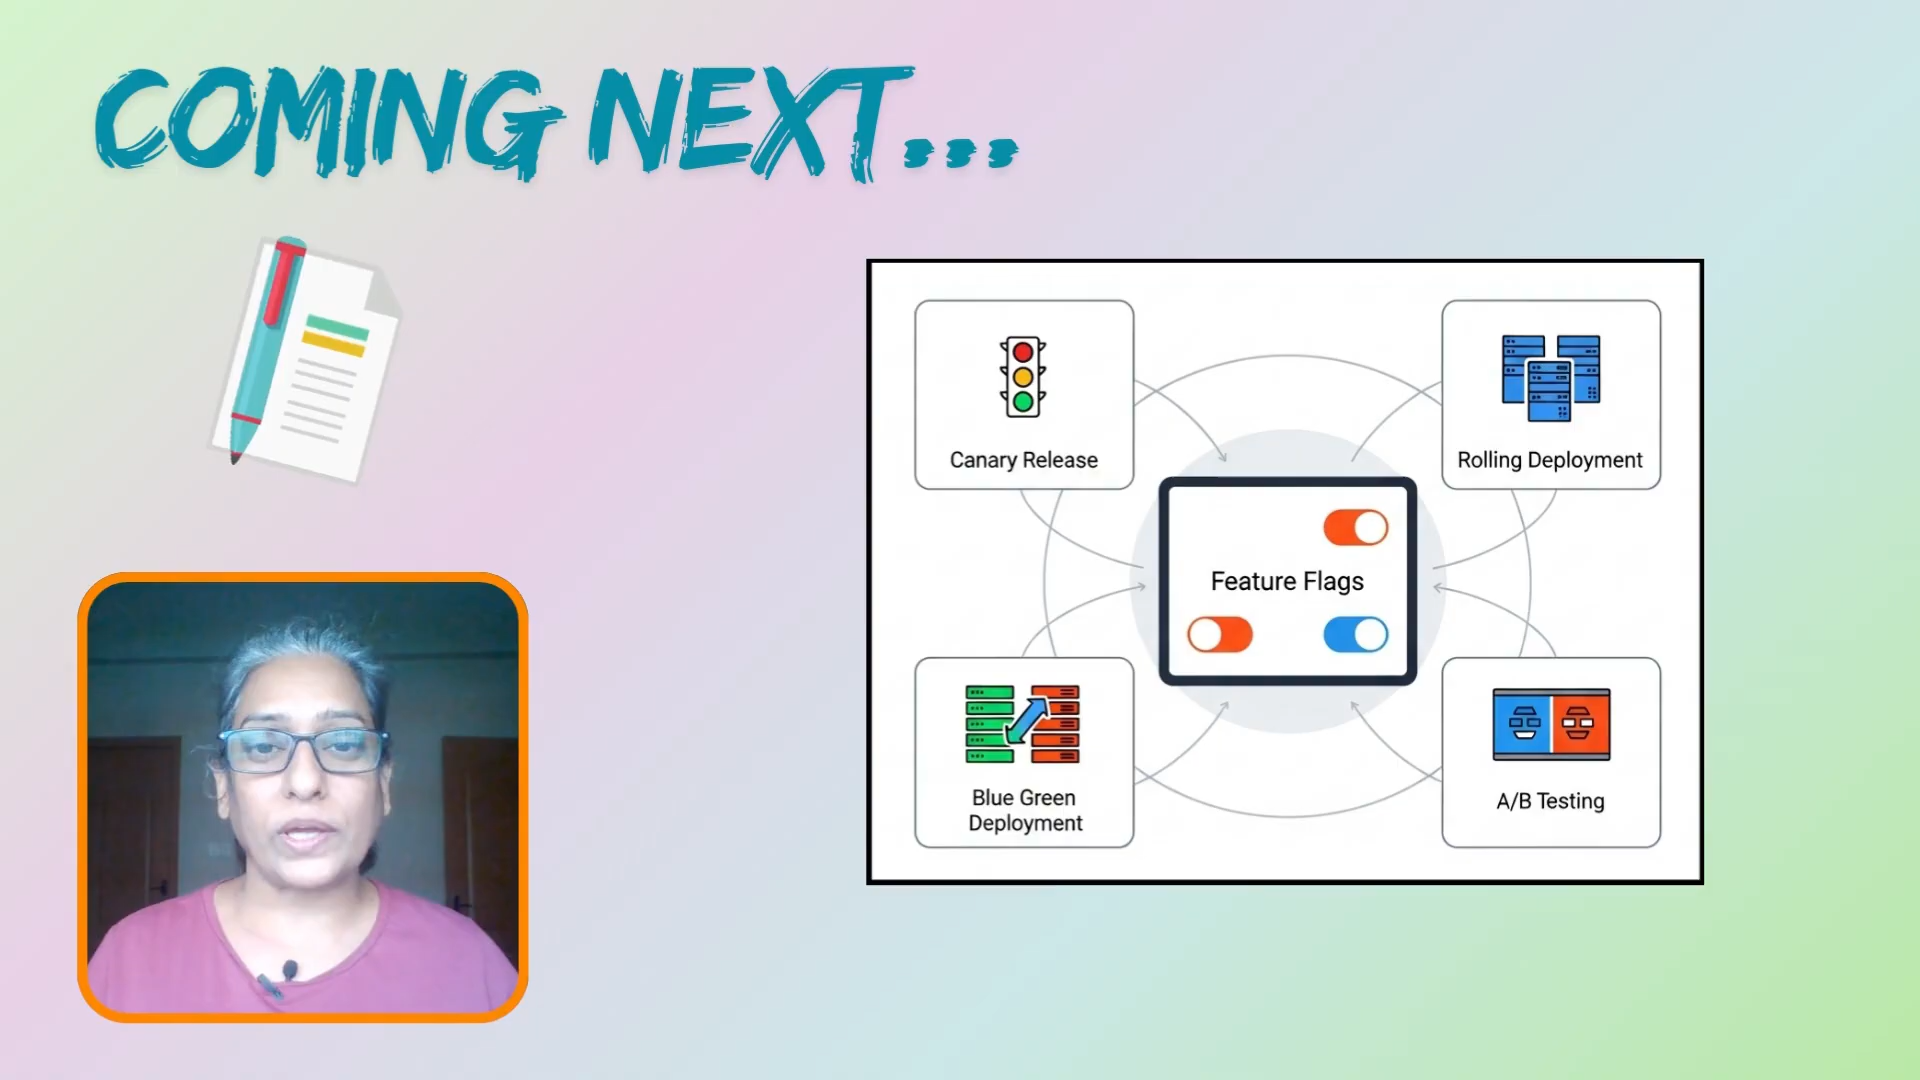 COMING NEXT...
Canary Release
Rolling Deployment
Feature Flags
Blue Green
Deployment
A/B Testing